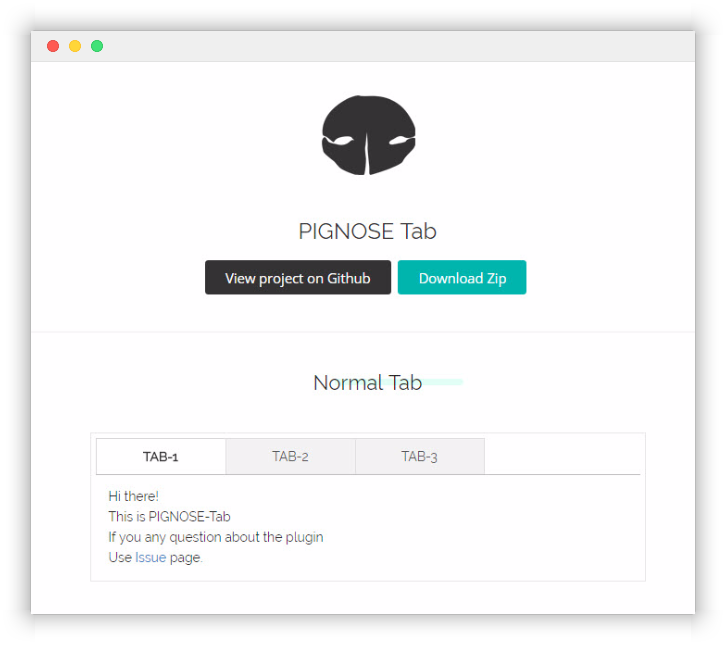 PIGNOSE Tab
View project on Github Download Zip
Normal Tab
TAB-1 TAB-2 TAB-3
Hi there!
This is PIGNOSE-Tab
If you any question about the plugin
Use Issue page.